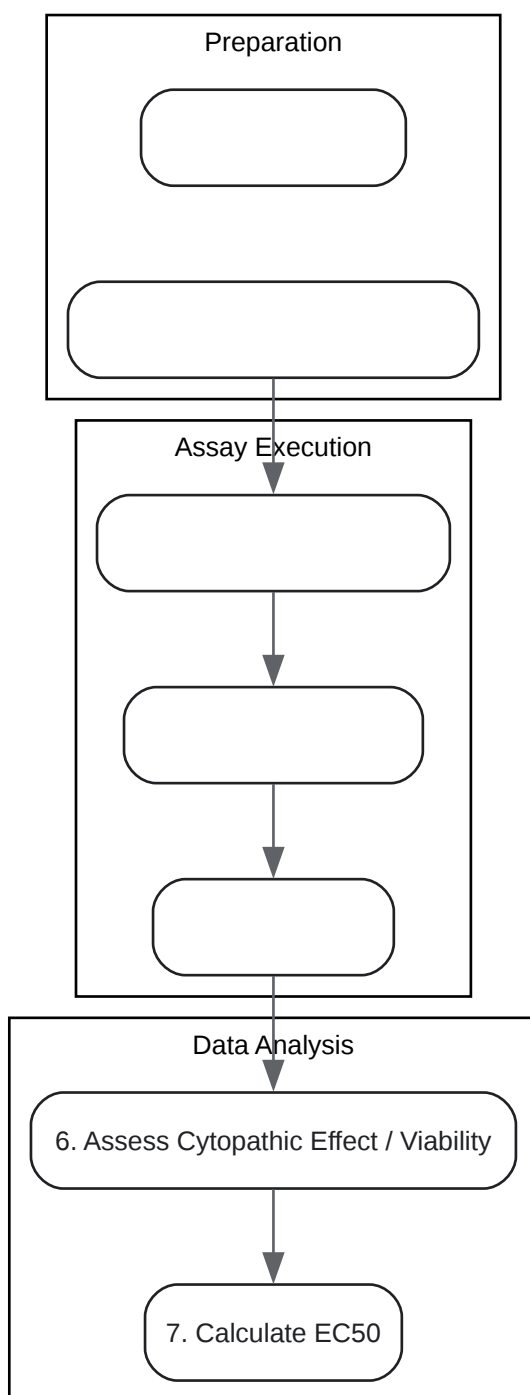 Preparation
Assay Execution
Data Analysis
6. Assess Cytopathic Effect / Viability
7. Calculate EC50